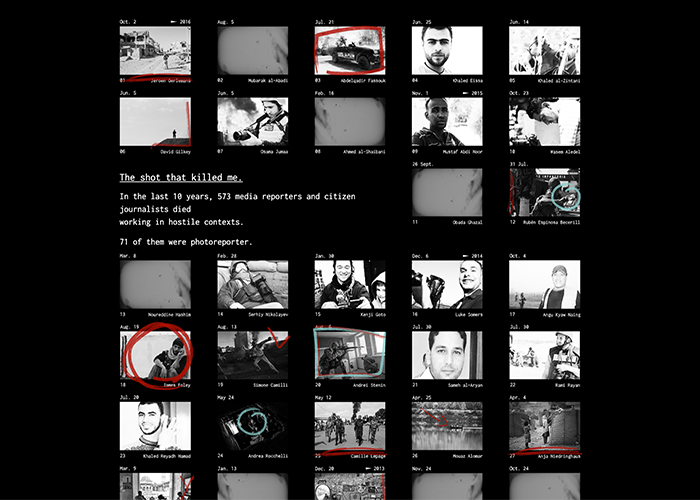 Oct. 2 2016 Aug. 5 Jul. 21 Jun. 25 Jun. 14
01 Jeroen Oerlemans 02 Mubarak al-Abadi 03 Abdelqadir Fassouk 04 Khaled Eissa 05 Khaled al-Zintani
Jun. 5 Jun. 5 Feb. 16 Nov. 1 2015 Oct. 23
06 David Gilkey 07 Osama Jumaa 08 Ahmed al-Shaibani 09 Mustaf Abdi Noor 10 Wasem Aledel
26 Sept. 31 Jul.
The shot that killed me.
In the last 10 years, 573 media reporters and citizen
journalists died
working in hostile contexts.
11 Obada Ghazal 12 Rubén Espinosa Becerill
71 of them were photoreporter.
Mar. 8 Feb. 28 Jan. 30 Dec. 6 2014 Oct. 4
13 Noureddine Hashim 14 Serhiy Nikolayev 15 Kenji Goto 16 Luke Somers 17 Aung Kyaw Naing
Aug. 19 Aug. 13 Jul. 30 Jul. 30
18 James Foley 19 Simone Camilli 20 Andrei Stenin 21 Sameh al-Aryan 22 Rami Rayan
Jul. 20 May 24 May 12 Apr. 25 Apr. 4
23 Khaled Reyadh Hamad 24 Andrea Rocchelli 25 Camille Lepage 26 Mouaz Alomar 27 Anja Niedringhaus
Mar. 9 Jan. 13 Dec. 20 2013 Nov. 24 Oct. 24